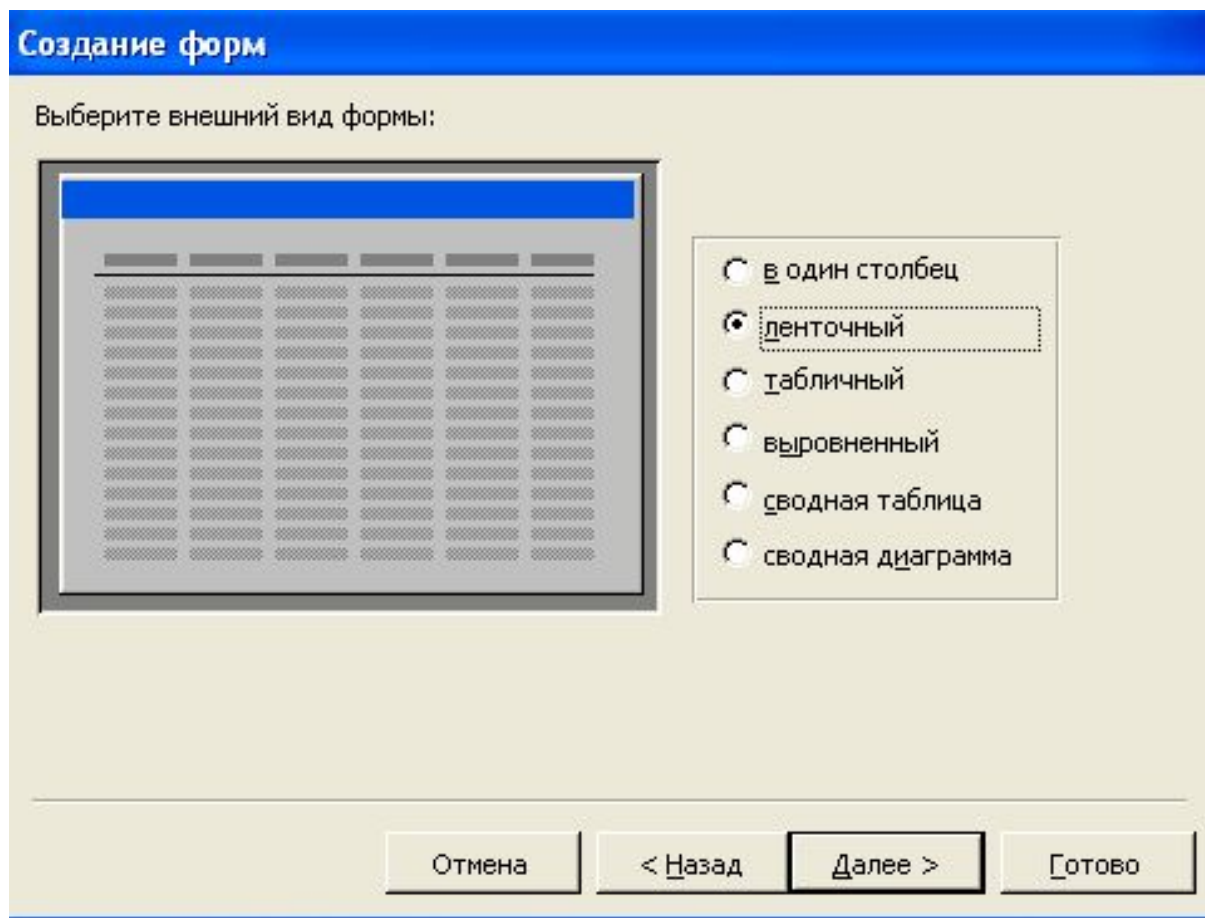 Создание форм
Выберите внешний вид формы:
в один столбец
ленточный
табличный
выровненный
сводная таблица
сводная диаграмма
Отмена
< Назад
Далее >
Готово